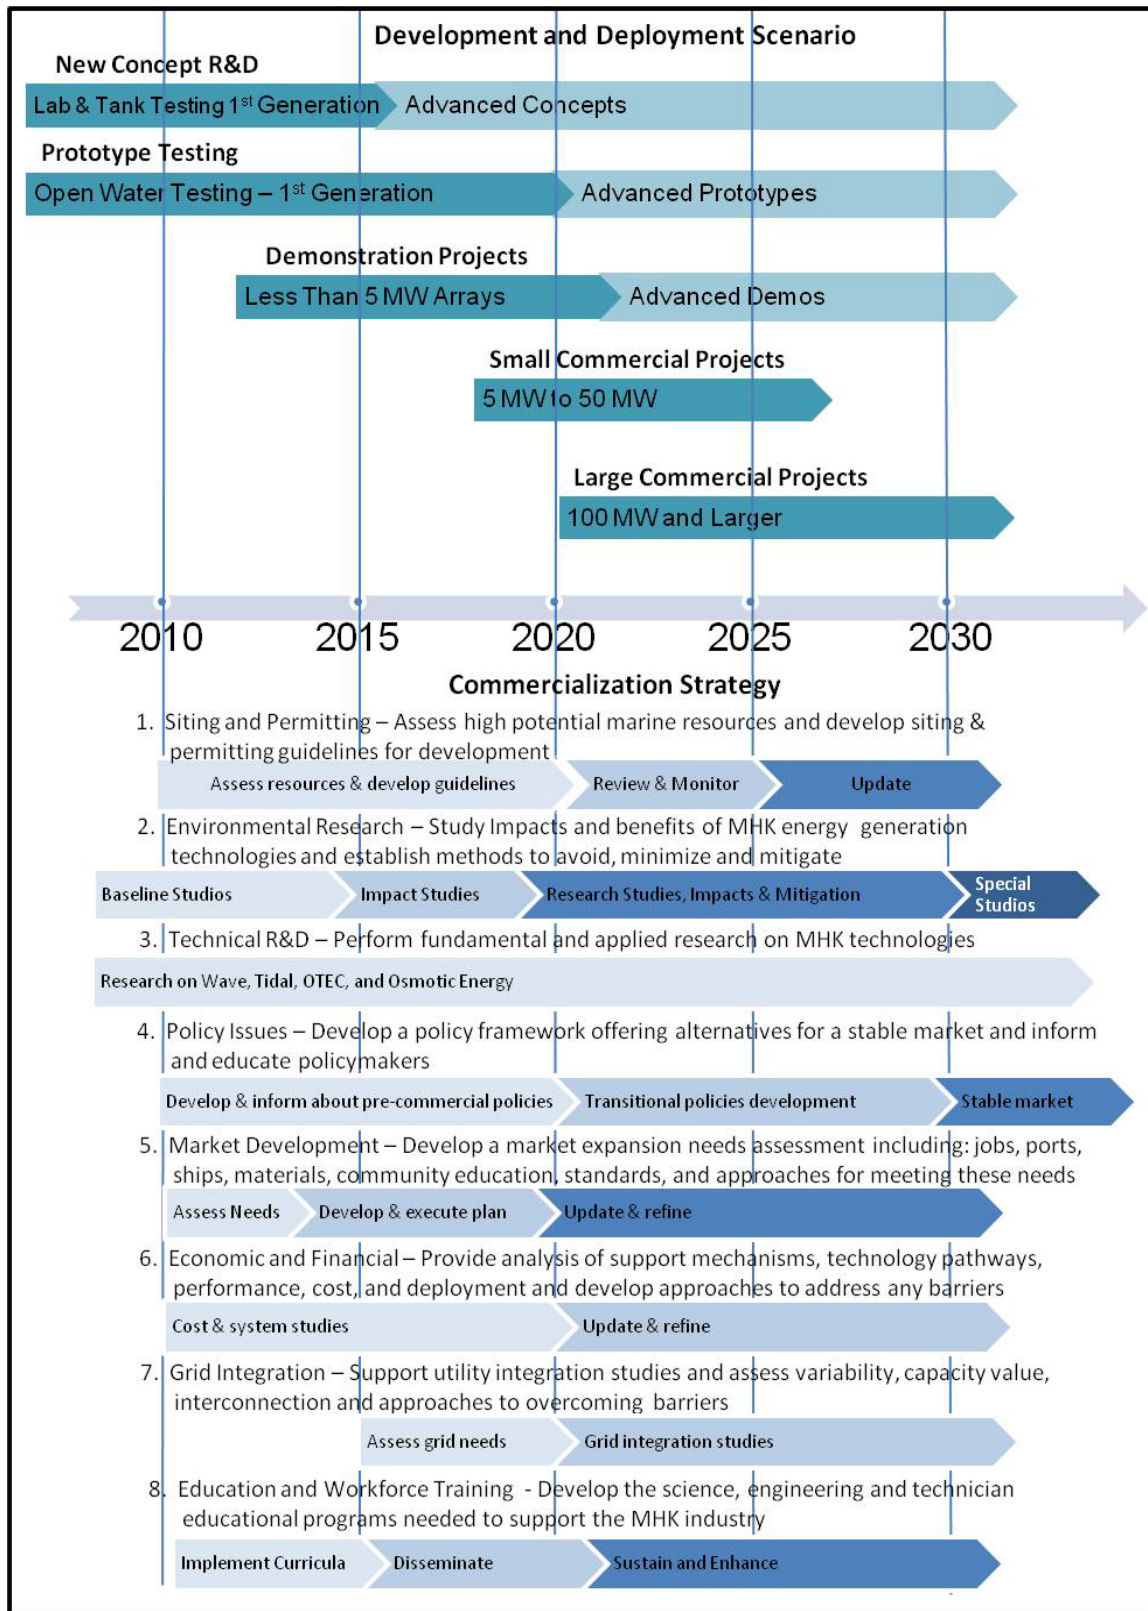 Development and Deployment Scenario
New Concept R&D
Lab & Tank Testing 1st Generation
Advanced Concepts
Prototype Testing
Open Water Testing – 1st Generation
Advanced Prototypes
Demonstration Projects
Less Than 5 MW Arrays
Advanced Demos
Small Commercial Projects
5 MW to 50 MW
Large Commercial Projects
100 MW and Larger
2010 2015 2020 2025 2030
Commercialization Strategy
1. Siting and Permitting – Assess high potential marine resources and develop siting &
permitting guidelines for development
Assess resources & develop guidelines
Review & Monitor
Update
2. Environmental Research – Study Impacts and benefits of MHK energy generation
technologies and establish methods to avoid, minimize and mitigate
Baseline Studios
Impact Studies
Research Studies, Impacts & Mitigation
Special
Studios
3. Technical R&D – Perform fundamental and applied research on MHK technologies
Research on Wave, Tidal, OTEC, and Osmotic Energy
4. Policy Issues – Develop a policy framework offering alternatives for a stable market and inform
and educate policymakers
Develop & inform about pre-commercial policies
Transitional policies development
Stable market
5. Market Development – Develop a market expansion needs assessment including: jobs, ports,
ships, materials, community education, standards, and approaches for meeting these needs
Assess Needs
Develop & execute plan
Update & refine
6. Economic and Financial – Provide analysis of support mechanisms, technology pathways,
performance, cost, and deployment and develop approaches to address any barriers
Cost & system studies
Update & refine
7. Grid Integration – Support utility integration studies and assess variability, capacity value,
interconnection and approaches to overcoming barriers
Assess grid needs
Grid integration studies
8. Education and Workforce Training - Develop the science, engineering and technician
educational programs needed to support the MHK industry
Implement Curricula
Disseminate
Sustain and Enhance